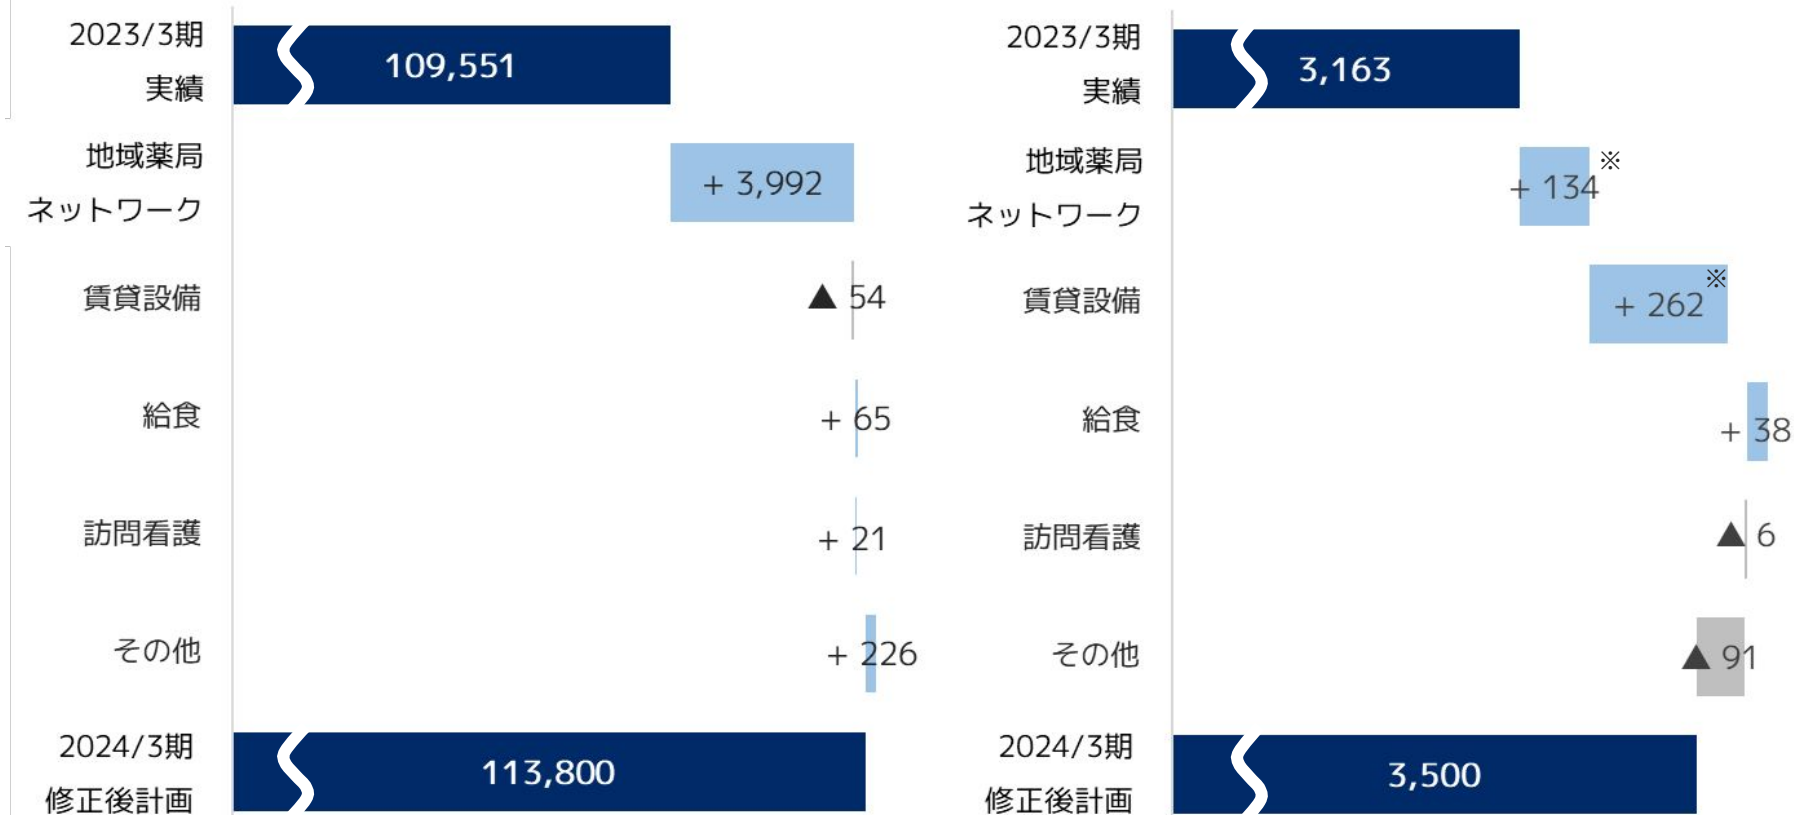 2023/3期
実績
109,551
地域薬局
ネットワーク
+ 3,992
賃貸設備
▲ 54
給食
+ 65
訪問看護
+ 21
その他
+ 226
2024/3期
修正後計画
113,800
2023/3期
実績
3,163
地域薬局
ネットワーク
+ 134 ※
賃貸設備
+ 262 ※
給食
+ 38
訪問看護
▲ 6
その他
▲ 91
2024/3期
修正後計画
3,500